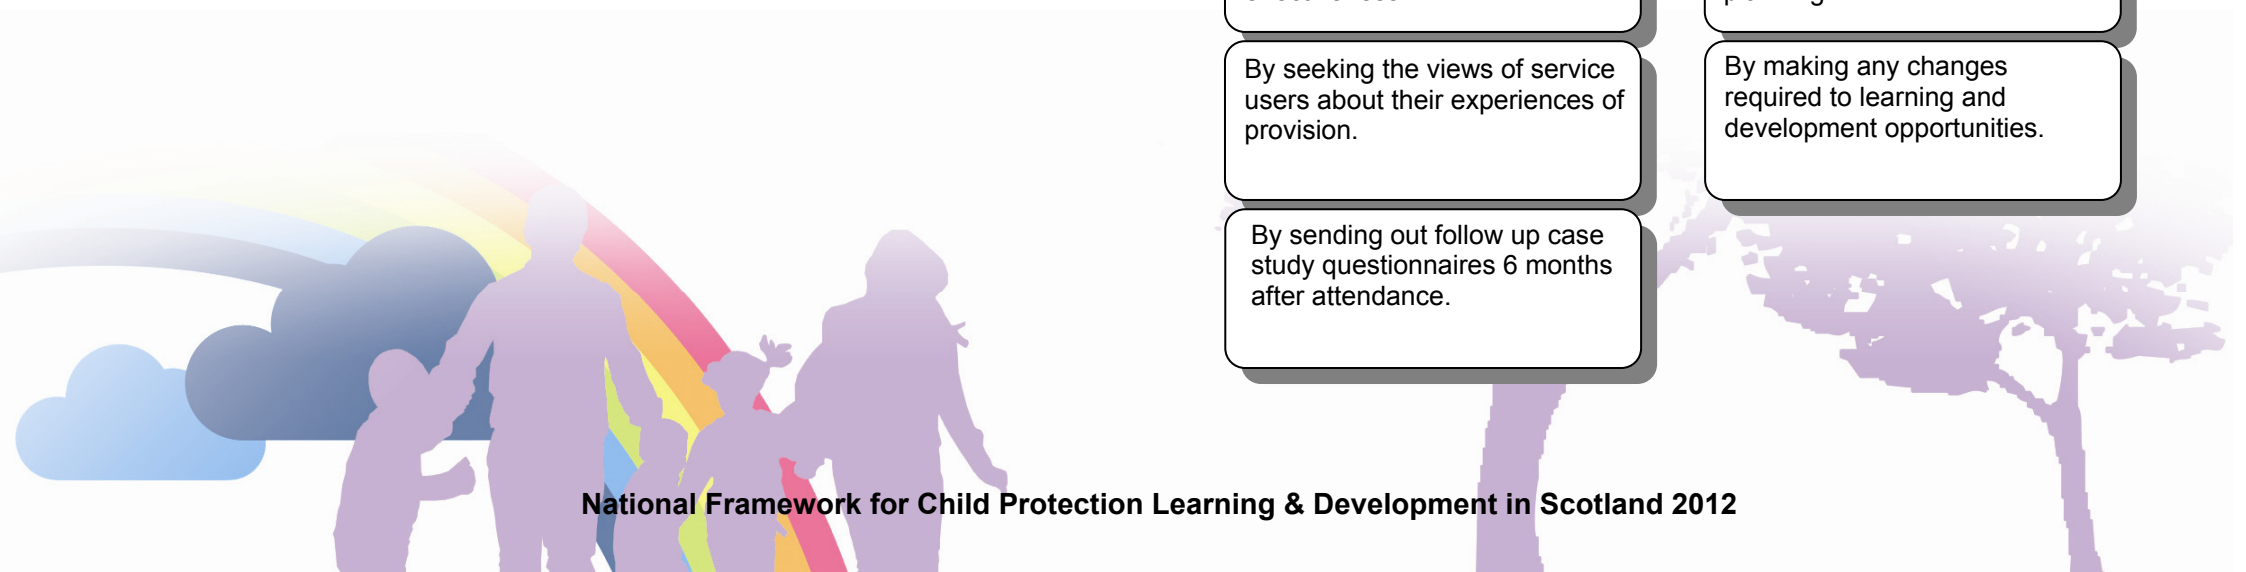 By seeking the views of service
users about their experiences of
provision.
By sending out follow up case
study questionnaires 6 months
after attendance.
By making any changes
required to learning and
development opportunities.
National Framework for Child Protection Learning & Development in Scotland 2012